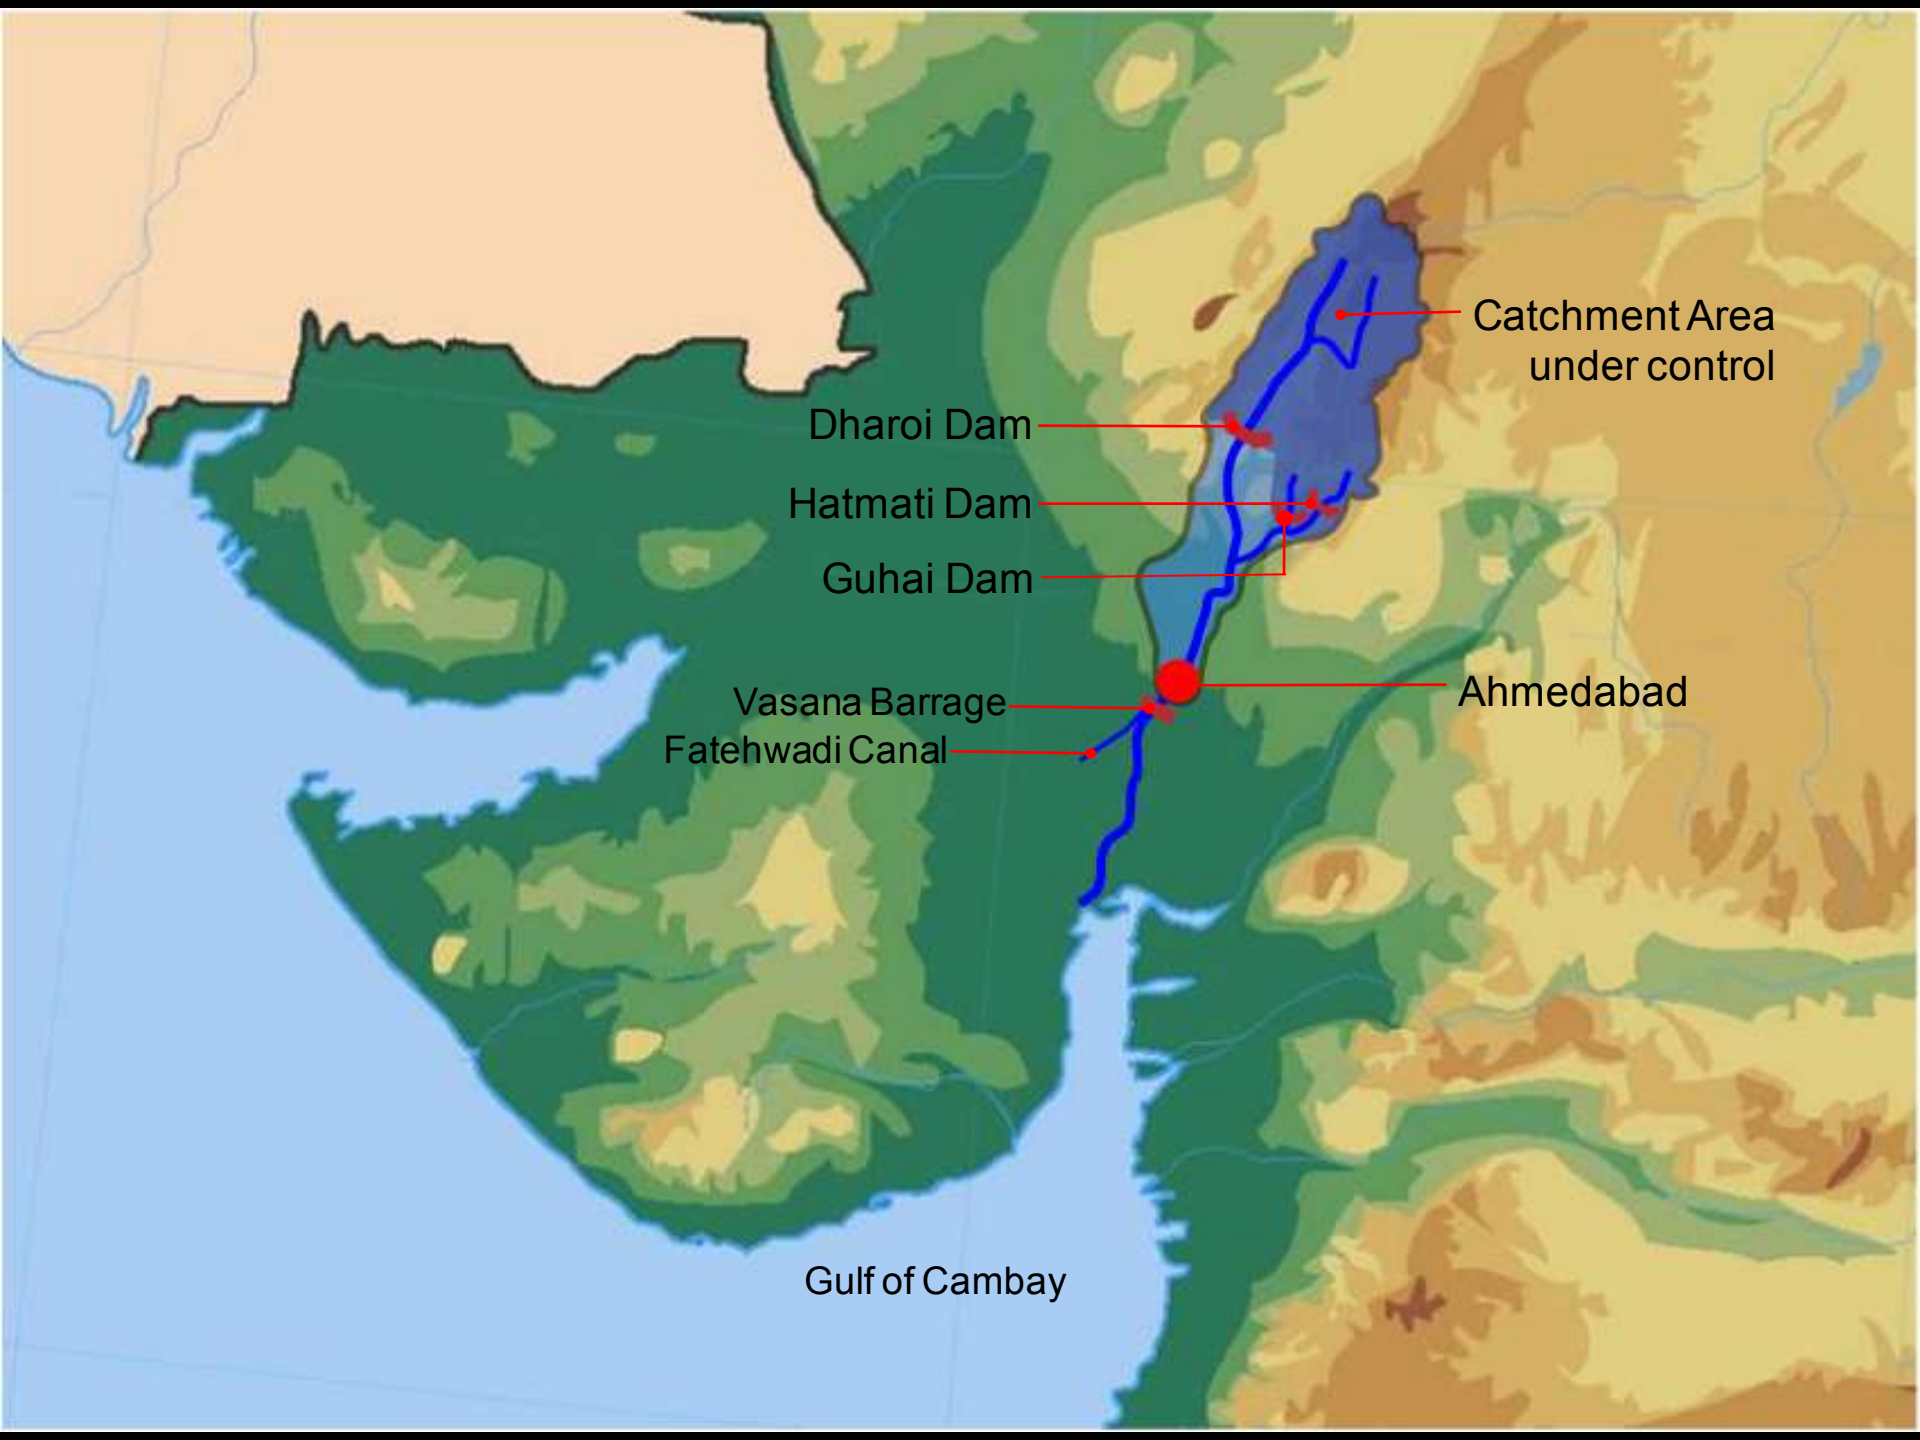 Catchment Area
under control
Dharoi Dam
Hatmati Dam
Guhai Dam
Vasana Barrage
Ahmedabad
Fatehwadi Canal
Gulf of Cambay